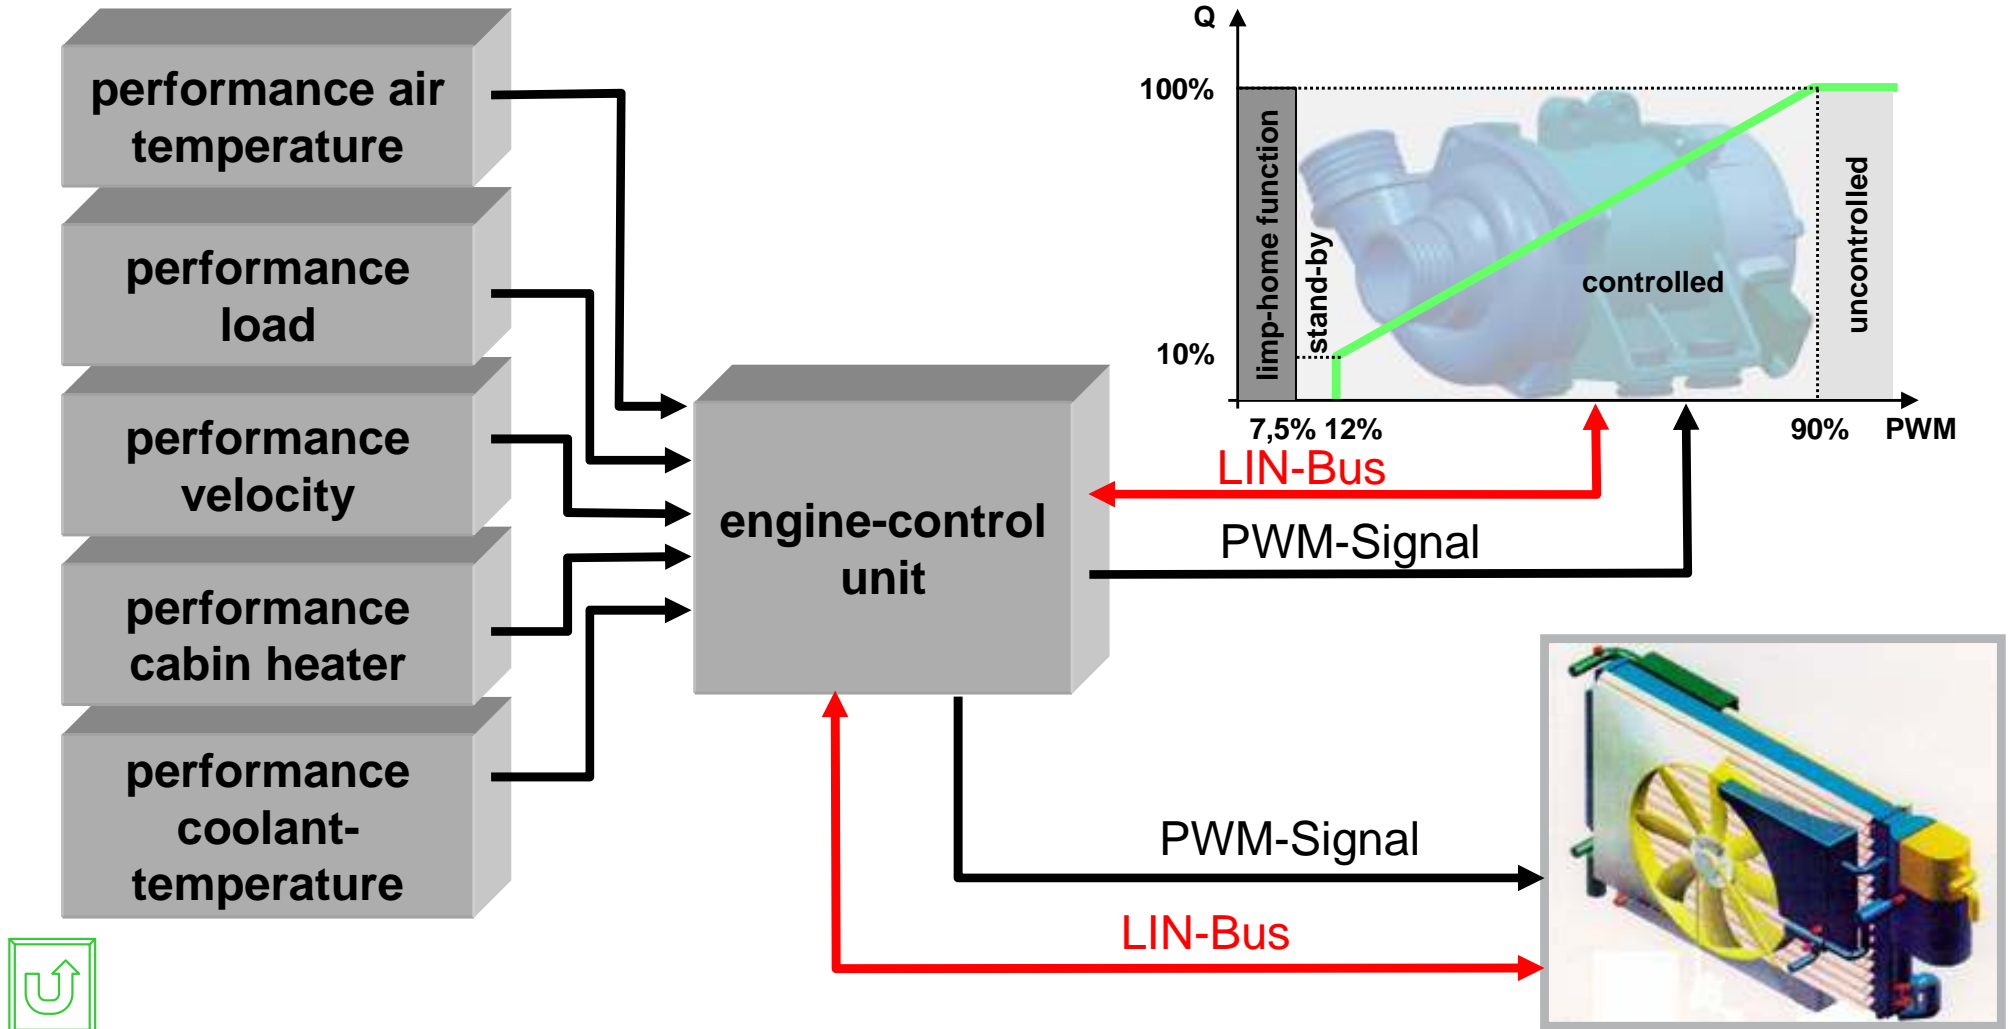 performance air
temperature
performance
load
performance
velocity
performance
cabin heater
performance
coolant-
temperature
engine-control
unit
Q
100%
10%
limp-home function
stand-by
controlled
uncontrolled
7,5% 12%
90%
PWM
LIN-Bus
PWM-Signal
PWM-Signal
LIN-Bus